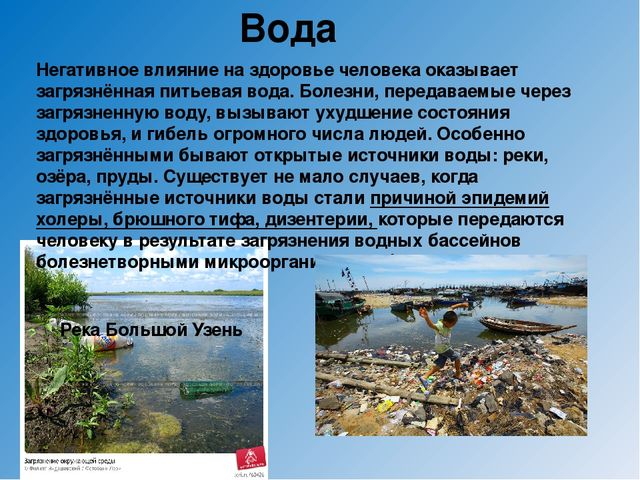 Вода
Негативное влияние на здоровье человека оказывает
загрязнённая питьевая вода. Болезни, передаваемые через
загрязненную воду, вызывают ухудшение состояния
здоровья, и гибель огромного числа людей. Особенно
загрязнёнными бывают открытые источники воды: реки,
озёра, пруды. Существует не мало случаев, когда
загрязнённые источники воды стали причиной эпидемий
холеры, брюшного тифа, дизентерии, которые передаются
человеку в результате загрязнения водных бассейнов
болезнетворными
Река Большой Узень
Загрязнение окружающей среды